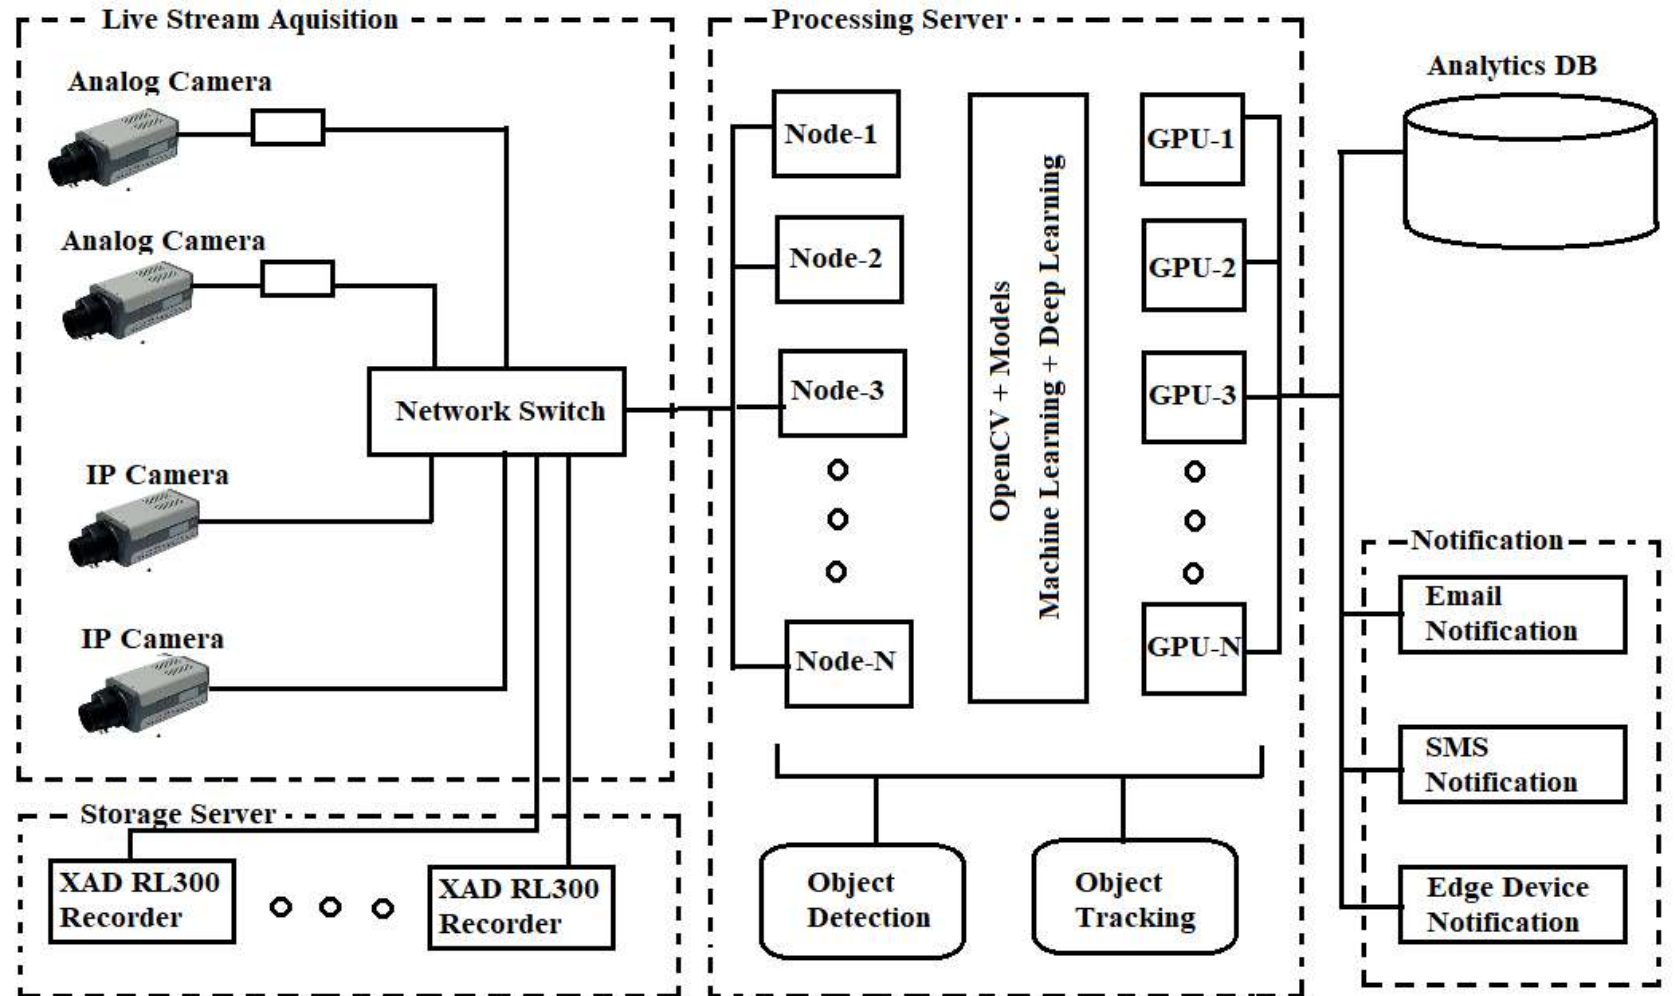 Live Stream Aquisition
Analog Camera
Analog Camera
Network Switch
IP Camera
IP Camera
Storage Server
XAD RL300
Recorder
XAD RL300
Recorder
Processing Server
Node-1
Node-2
Node-3
Node-N
OpenCV + Models
Machine Learning + Deep Learning
GPU-1
GPU-2
GPU-3
GPU-N
Object
Detection
Object
Tracking
Analytics DB
Notification
Email
Notification
SMS
Notification
Edge Device
Notification